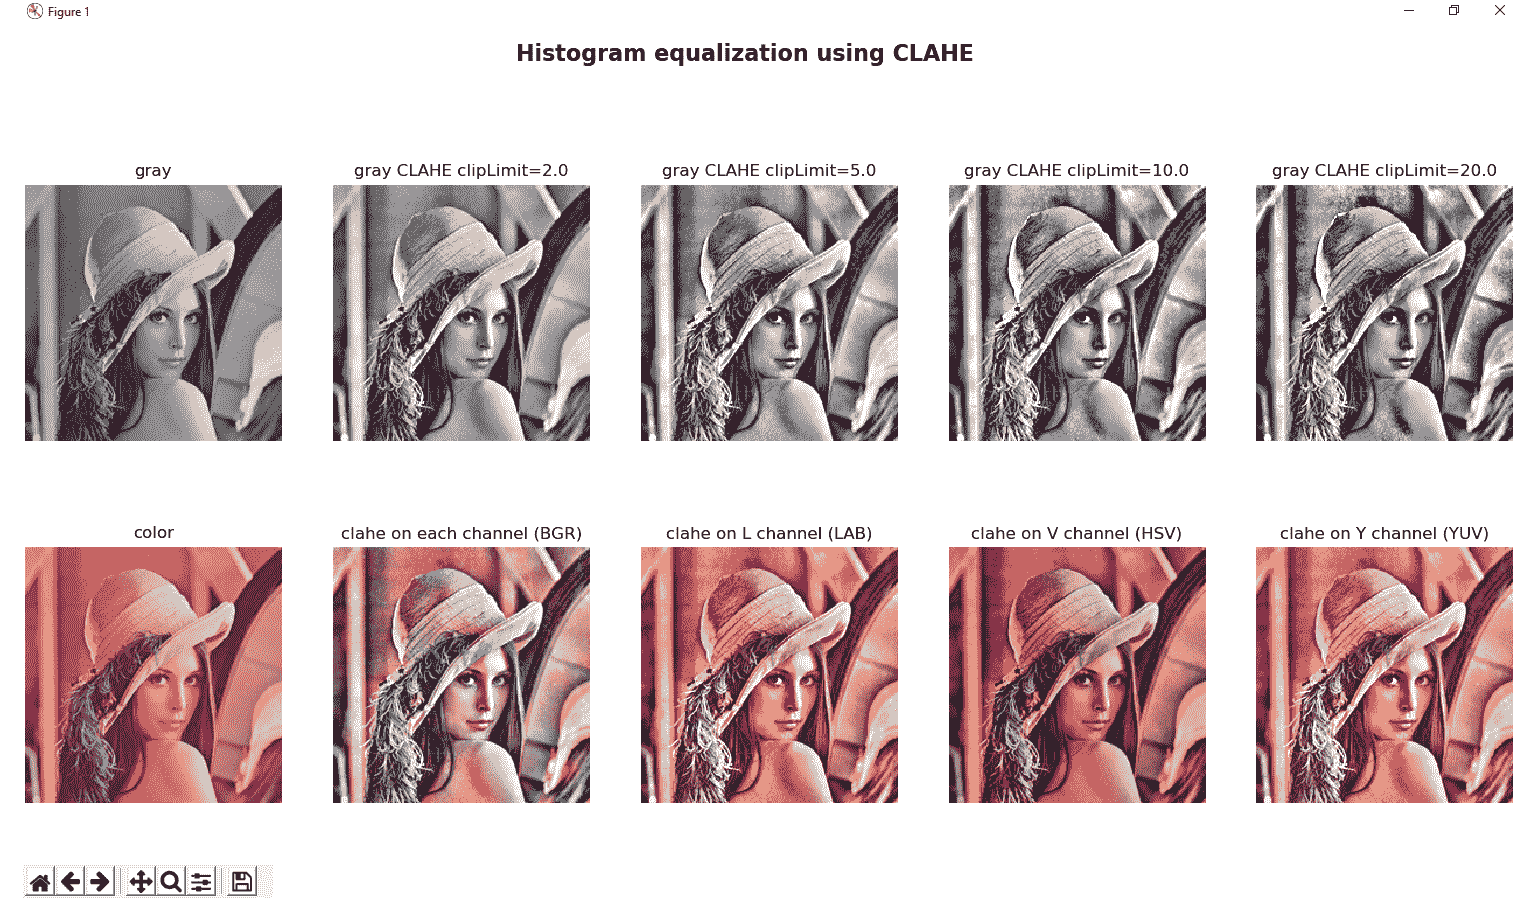 Figure 1
Histogram equalization using CLAHE
gray
gray CLAHE clipLimit=2.0
gray CLAHE clipLimit=5.0
gray CLAHE clipLimit=10.0
gray CLAHE clipLimit=20.0
color
clahe on each channel (BGR)
clahe on L channel (LAB)
clahe on V channel (HSV)
clahe on Y channel (YUV)